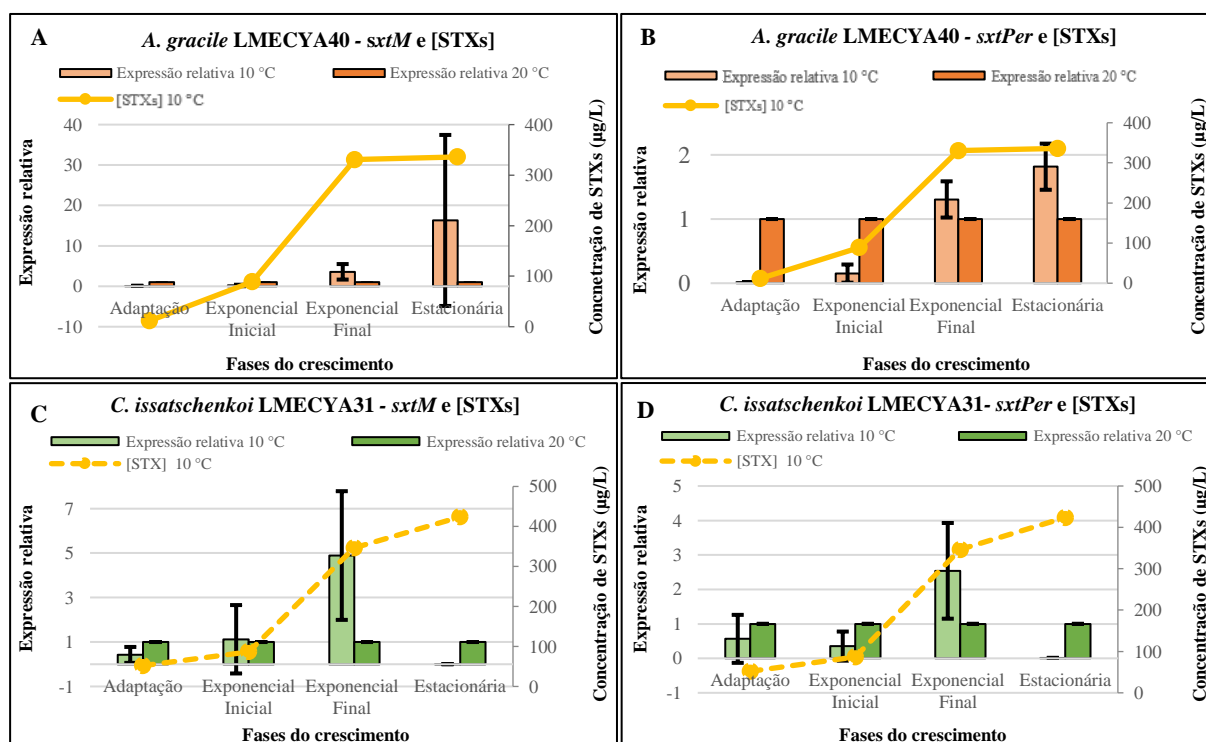 A
A. gracile LMECYA40 - sxtM e [STXs]
Expressão relativa 10 °C
Expressão relativa 20 °C
[STXs] 10 °C
Expressão relativa
40
30
20
10
0
-10
400
300
200
100
0
Concnetração de STXs (µg/L)
Adaptação
Exponencial
Inicial
Exponencial
Final
Estacionária
Fases do crescimento
B
A. gracile LMECYA40 - sxtPer e [STXs]
Expressão relativa 10 °C
Expressão relativa 20 °C
[STXs] 10 °C
Expressão relativa
2
1
0
400
300
200
100
0
Concentração de STXs (µg/L)
Adaptação
Exponencial
Inicial
Exponencial
Final
Estacionária
Fases do crescimento
C
C. issatschenkoi LMECYA31 - sxtM e [STXs]
Expressão relativa 10 °C
Expressão relativa 20 °C
[STX] 10 °C
Expressão relativa
7
5
3
1
-1
500
400
300
200
100
0
Concentração de STXs (µg/L)
Adaptação
Exponencial
Inicial
Exponencial
Final
Estacionária
Fases do crescimento
D
C. issatschenkoi LMECYA31- sxtPer e [STXs]
Expressão relativa 10 °C
Expressão relativa 20 °C
[STX] 10 °C
Expressão relativa
5
4
3
2
1
0
-1
500
400
300
200
100
0
Concentração de STXs (µg/L)
Adaptação
Exponencial
Inicial
Exponencial
Final
Estacionária
Fases do crescimento